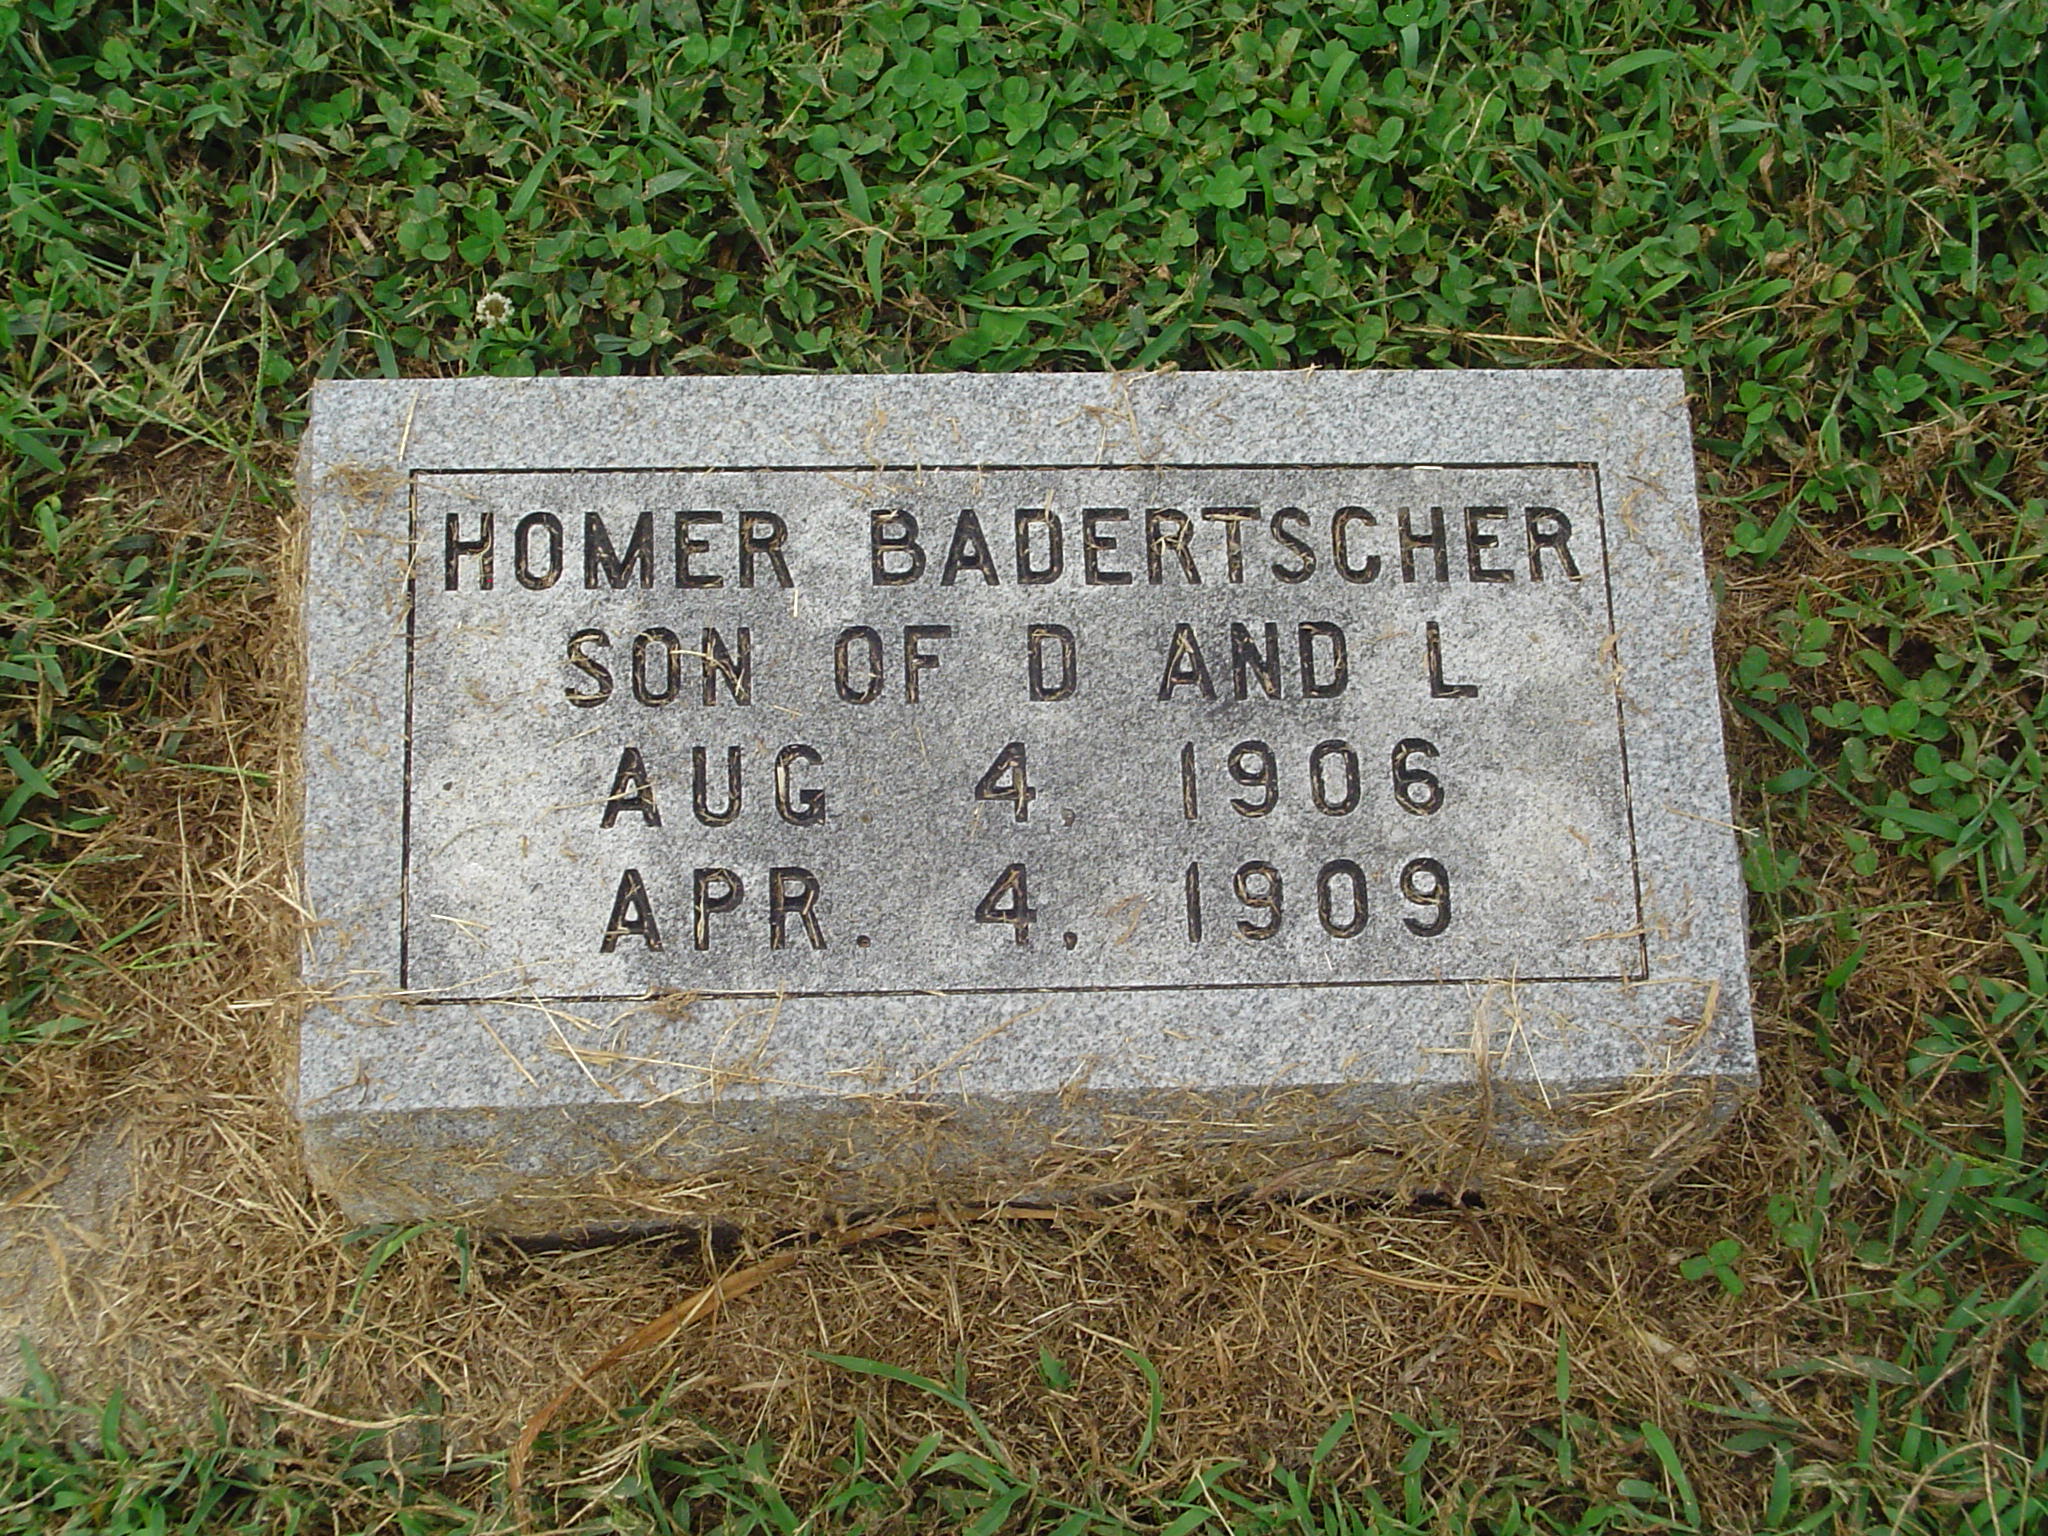 HOMER BADERTSCHER
SON OF D AND L
AUG. 4, 1906
APR. 4, 1909